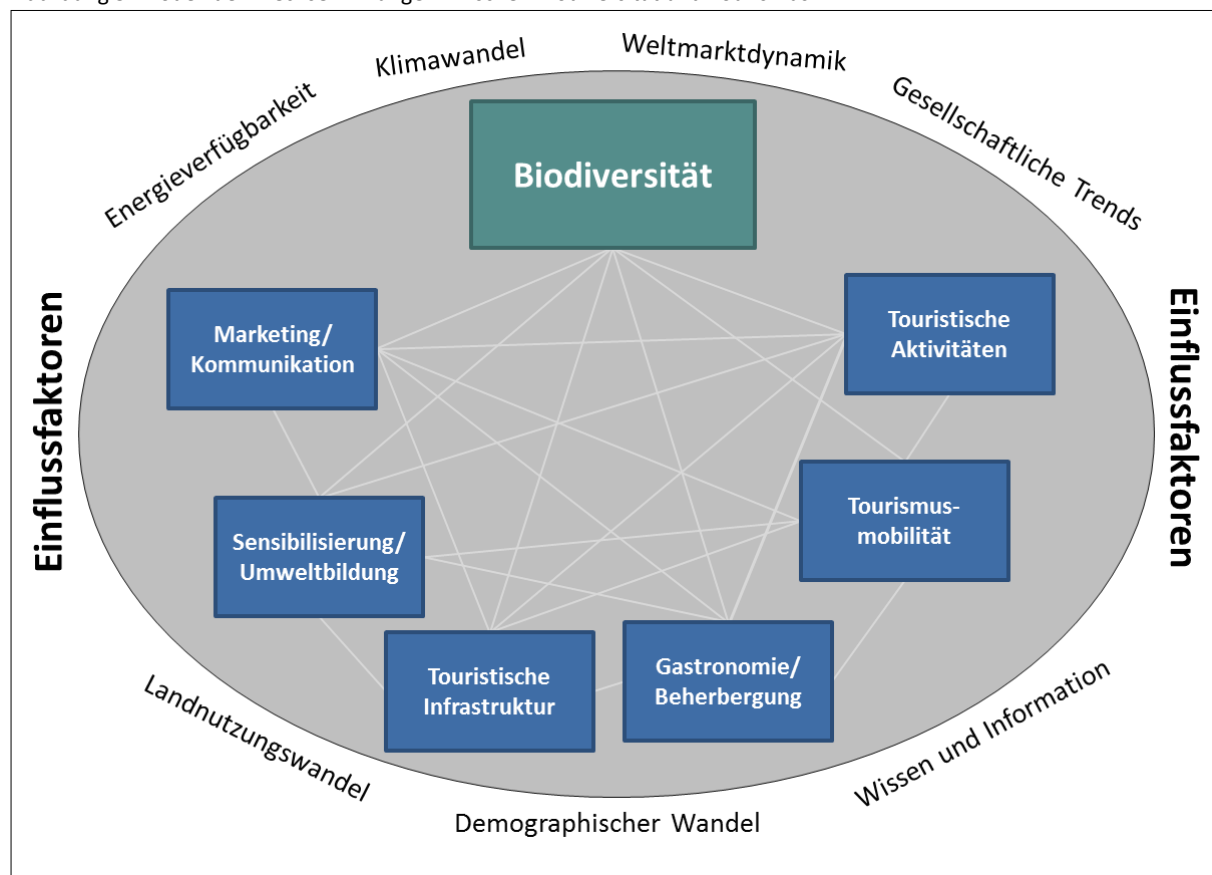 Klimawandel
Weltmarktdynamik
Energieverfügbarkeit
Gesellschaftliche Trends
Biodiversität
Einflussfaktoren
Einflussfaktoren
Marketing/
Kommunikation
Touristische
Aktivitäten
Sensibilisierung/
Umweltbildung
Tourismus-
mobilität
Touristische
Infrastruktur
Gastronomie/
Beherbergung
Landnutzungswandel
Wissen und Information
Demographischer Wandel